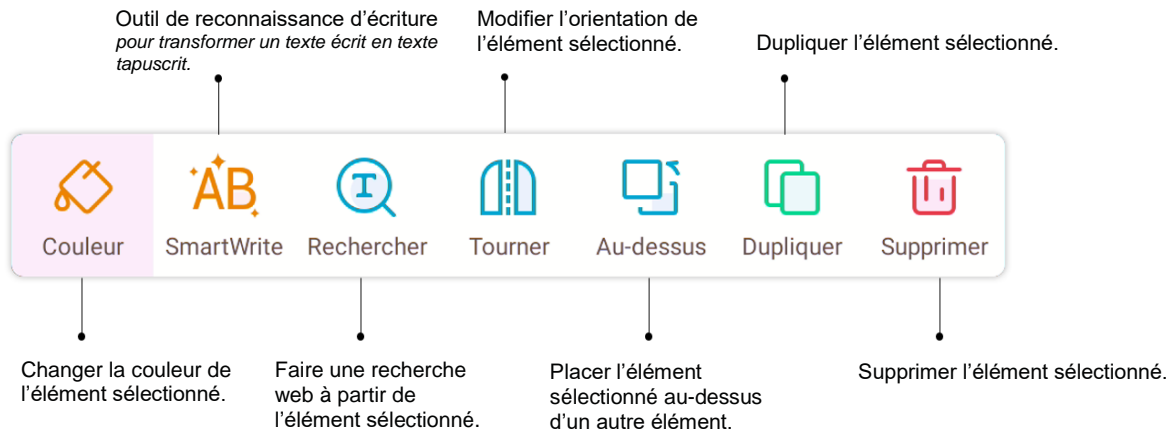 Outil de reconnaissance d’écriture
pour transformer un texte écrit en texte
tapuscrit.
Modifier l’orientation de
l’élément sélectionné.
Dupliquer l’élément sélectionné.
AB
T
Couleur
SmartWrite
Rechercher
Tourner
Au-dessus
Dupliquer
Supprimer
Changer la couleur de
l’élément sélectionné.
Faire une recherche
web à partir de
l’élément sélectionné.
Placer l’élément
sélectionné au-dessus
d’un autre élément.
Supprimer l’élément sélectionné.